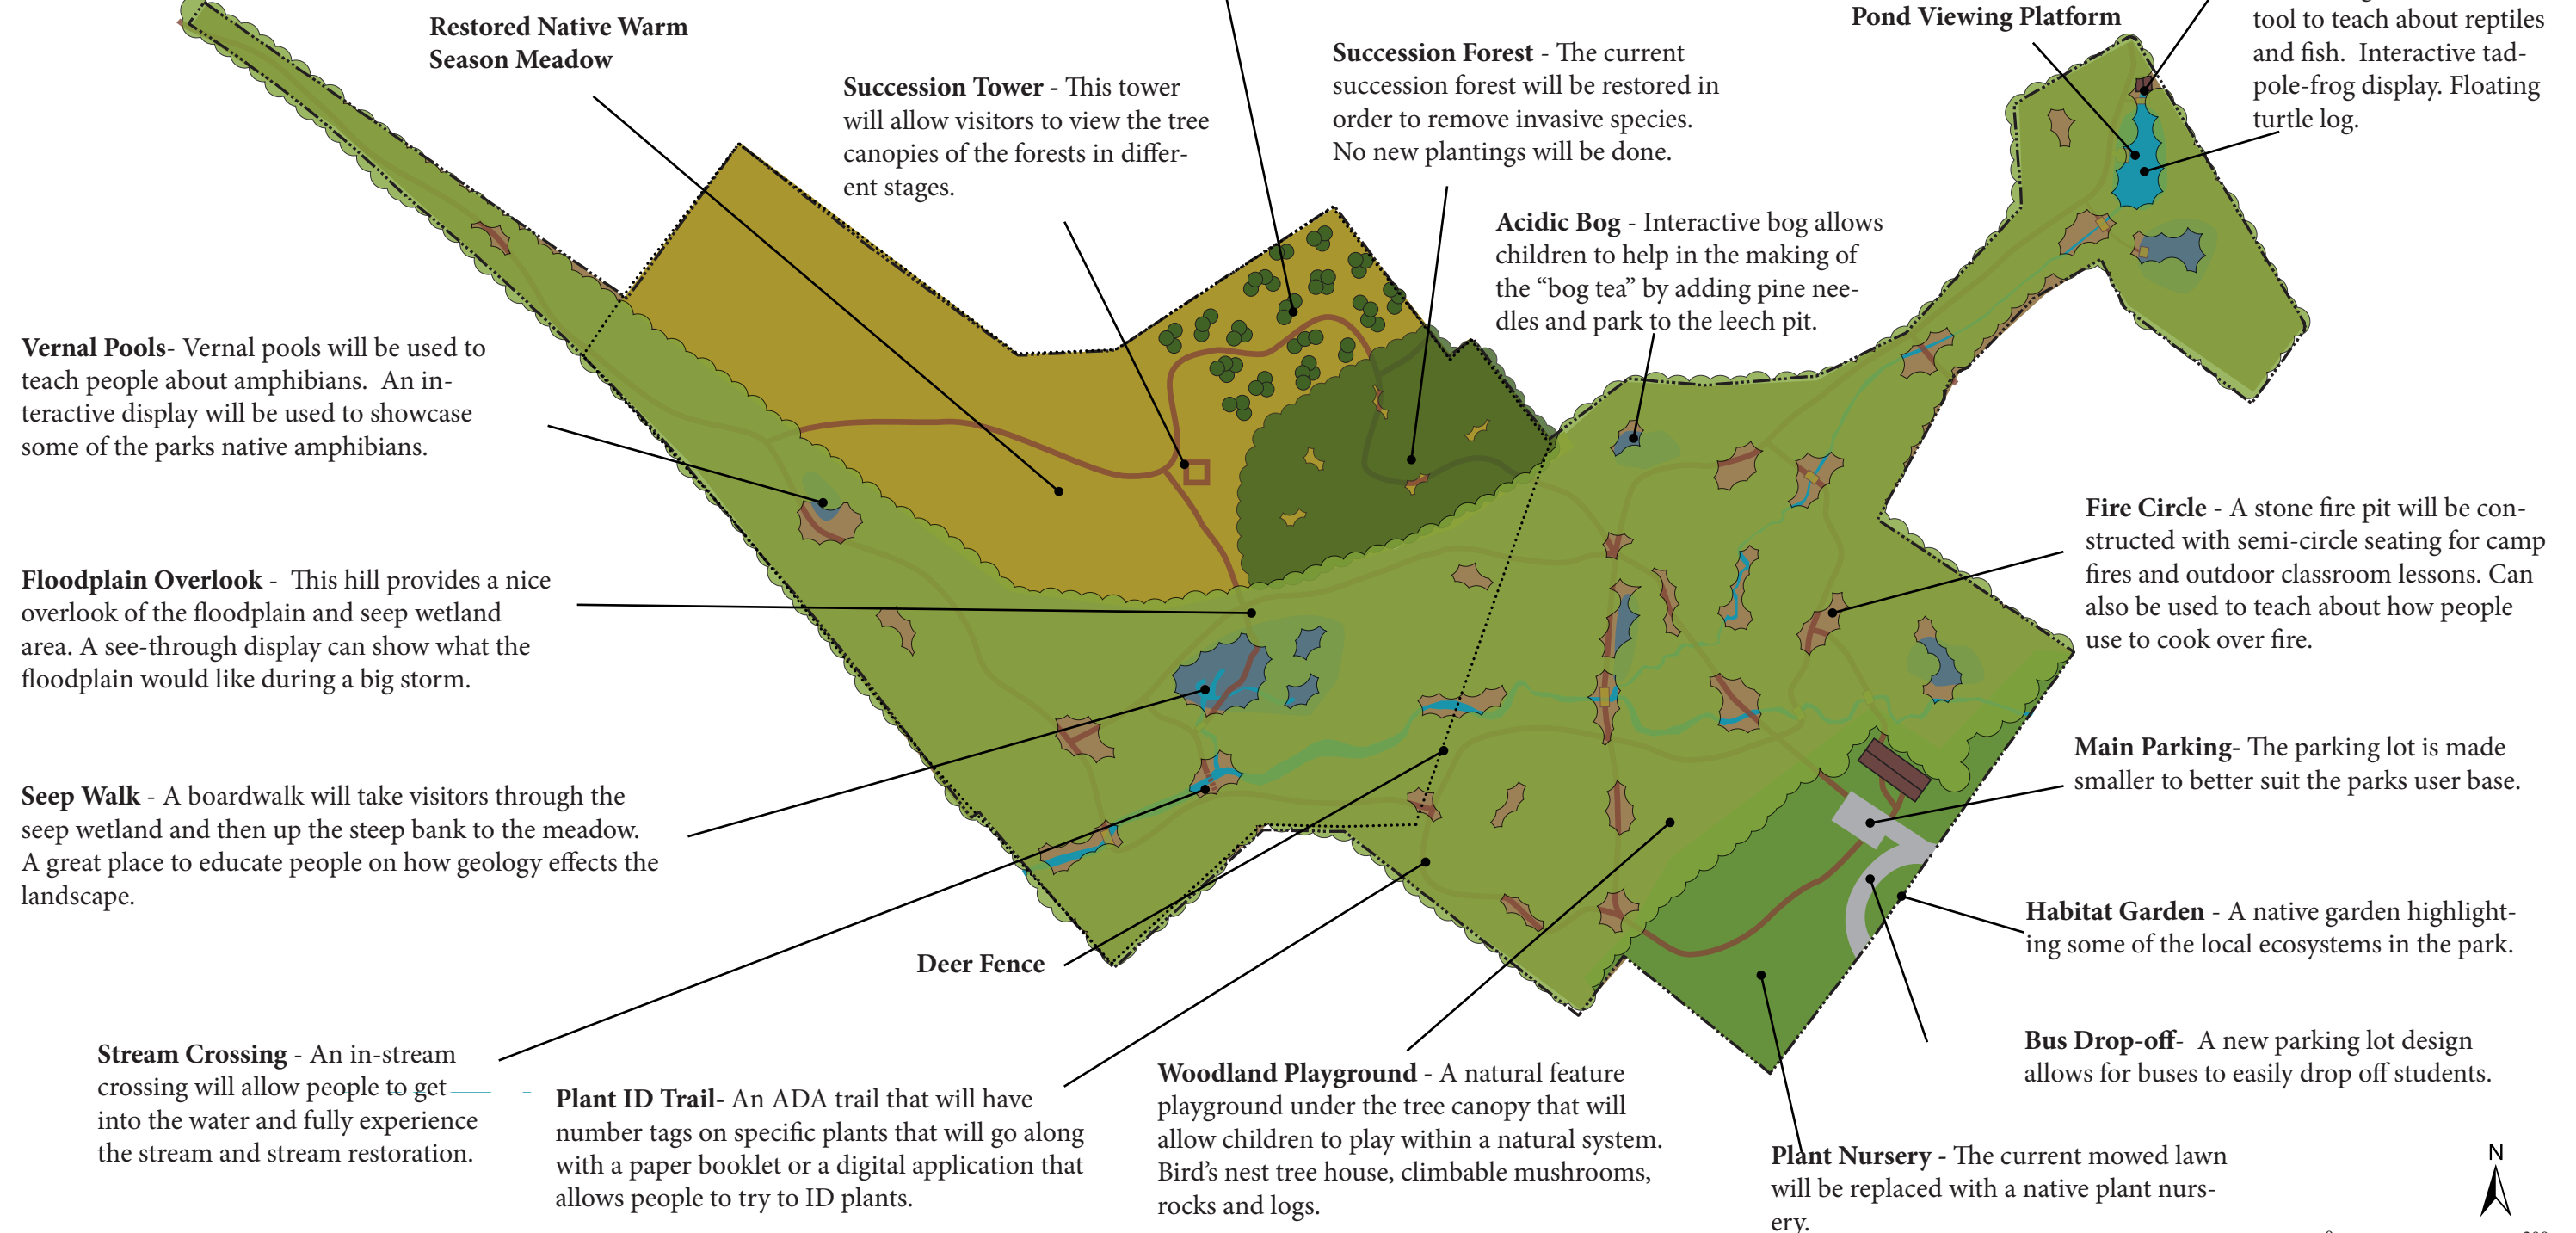 Restored Native Warm
Season Meadow
Succession Tower - This tower
will allow visitors to view the tree
canopies of the forests in differ-
ent stages.
Succession Forest - The current
succession forest will be restored in
order to remove invasive species.
No new plantings will be done.
Pond Viewing Platform
tool to teach about reptiles
and fish.  Interactive tad-
pole-frog display. Floating
turtle log.
Acidic Bog - Interactive bog allows
children to help in the making of
the “bog tea” by adding pine nee-
dles and park to the leech pit.
Vernal Pools- Vernal pools will be used to
teach people about amphibians.  An in-
teractive display will be used to showcase
some of the parks native amphibians.
Fire Circle - A stone fire pit will be con-
structed with semi-circle seating for camp
fires and outdoor classroom lessons. Can
also be used to teach about how people
use to cook over fire.
Floodplain Overlook -  This hill provides a nice
overlook of the floodplain and seep wetland
area. A see-through display can show what the
floodplain would like during a big storm.
Main Parking- The parking lot is made
smaller to better suit the parks user base.
Seep Walk - A boardwalk will take visitors through the
seep wetland and then up the steep bank to the meadow.
A great place to educate people on how geology effects the
landscape.
Habitat Garden - A native garden highlight-
ing some of the local ecosystems in the park.
Deer Fence
Bus Drop-off-  A new parking lot design
allows for buses to easily drop off students.
Stream Crossing - An in-stream
crossing will allow people to get
into the water and fully experience
the stream and stream restoration.
Plant ID Trail- An ADA trail that will have
number tags on specific plants that will go along
with a paper booklet or a digital application that
allows people to try to ID plants.
Woodland Playground - A natural feature
playground under the tree canopy that will
allow children to play within a natural system.
Bird’s nest tree house, climbable mushrooms,
rocks and logs.
Plant Nursery - The current mowed lawn
will be replaced with a native plant nurs-
ery.
N